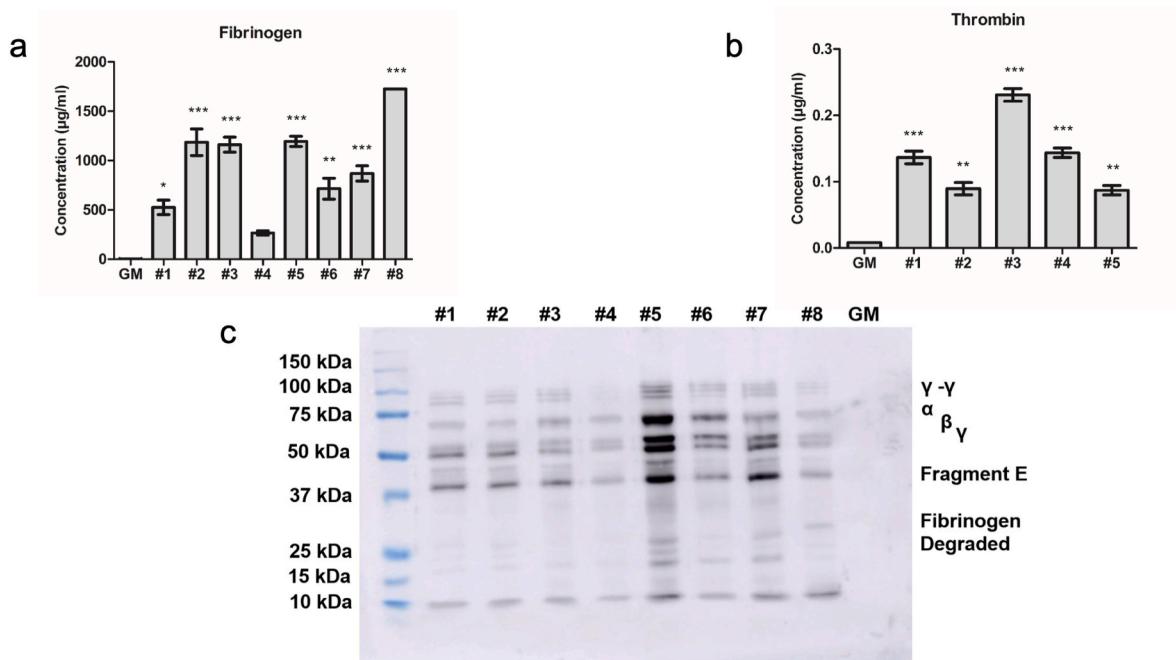 a
Fibrinogen
Concentration (µg/ml)
2000
1500
1000
500
0
* *** *** *** ** *** ***
GM #1 #2 #3 #4 #5 #6 #7 #8
b
Thrombin
Concentration (µg/ml)
0.3
0.2
0.1
0.0
*** ** *** *** **
GM #1 #2 #3 #4 #5
c
#1 #2 #3 #4 #5 #6 #7 #8 GM
150 kDa
100 kDa
75 kDa
50 kDa
37 kDa
25 kDa
15 kDa
10 kDa
γ -γ
α β γ
Fragment E
Fibrinogen
Degraded